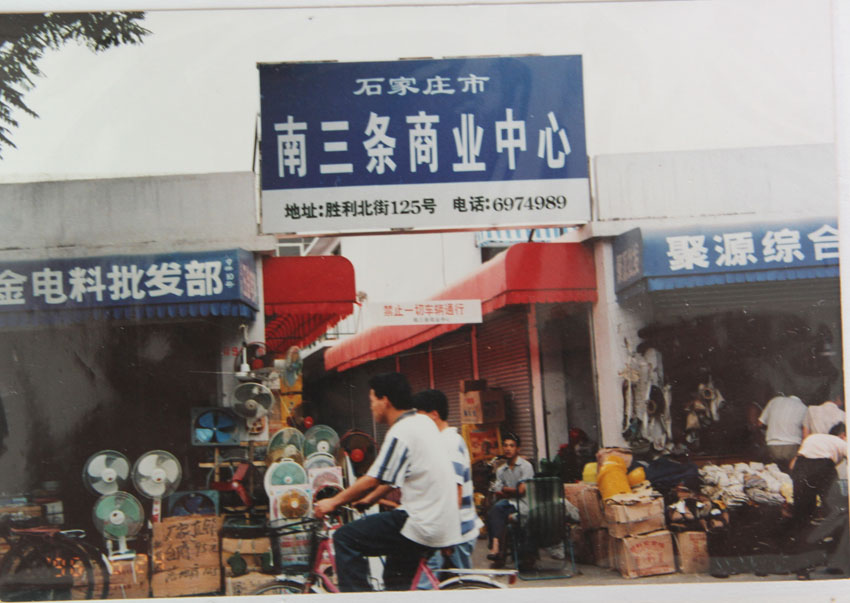 石家庄市
南三条商业中心
地址:胜利北街125号 电话:6974989
金电料批发部
聚源综合
禁止一切车辆通行